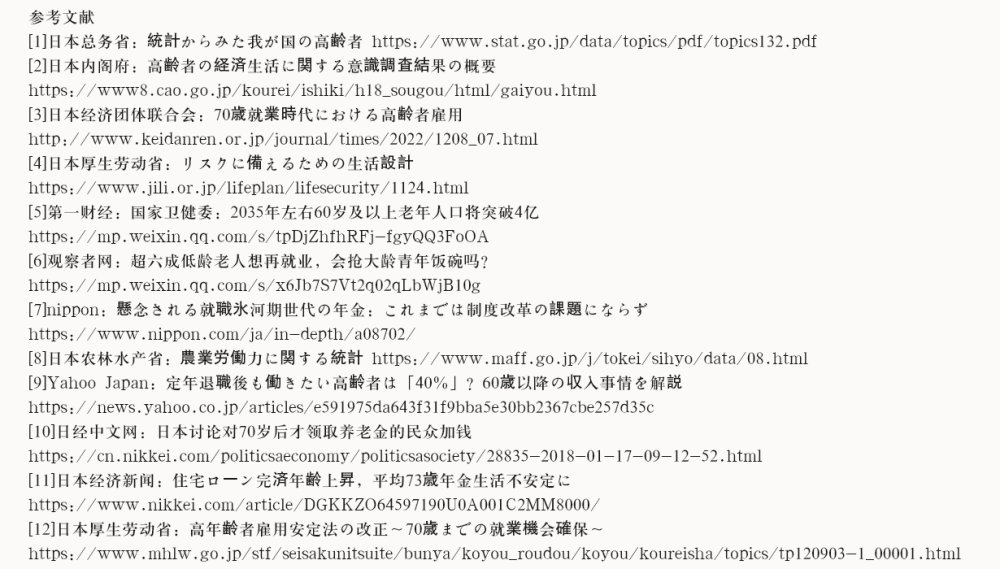 参考文献
[1]日本总务省：統計からみた我が国の高齢者 https://www.stat.go.jp/data/topics/pdf/topics132.pdf
[2]日本内阁府：高齢者の経済生活に関する意識調査結果の概要
https://www8.cao.go.jp/kourei/ishiki/h18_sougou/html/gaiyou.html
[3]日本经济团体联合会：70歳就業時代における高齢者雇用
http://www.keidanren.or.jp/journal/times/2022/1208_07.html
[4]日本厚生劳动省：リスクに備えるための生活設計
https://www.jili.or.jp/lifeplan/lifesecurity/1124.html
[5]第一财经：国家卫健委：2035年左右60岁及以上老年人口将突破4亿
https://mp.weixin.qq.com/s/tpDjZhfhRFj-fgyQQ3FoOA
[6]观察者网：超六成低龄老人想再就业，会抢大龄青年饭碗吗？
https://mp.weixin.qq.com/s/x6Jb7S7Vt2q02qLbWjB10g
[7]nippon：懸念される就職氷河期世代の年金：これまでは制度改革の課題にならず
https://www.nippon.com/ja/in-depth/a08702/
[8]日本农林水产省：農業労働力に関する統計 https://www.maff.go.jp/j/tokei/sihyo/data/08.html
[9]Yahoo Japan：定年退職後も働きたい高齢者は「40%」？60歳以降の収入事情を解説
https://news.yahoo.co.jp/articles/e591975da643f31f9bba5e30bb2367cbe257d35c
[10]日经中文网：日本讨论对70岁后才领取养老金的民众加钱
https://cn.nikkei.com/politicsaeconomy/politicsasociety/28835-2018-01-17-09-12-52.html
[11]日本经济新闻：住宅ローン完済年齢上昇，平均73歳年金生活不安定に
https://www.nikkei.com/article/DGKKZO64597190U0A001C2MM8000/
[12]日本厚生劳动省：高年齢者雇用安定法の改正～70歳までの就業機会確保～
https://www.mhlw.go.jp/stf/seisakunitsuite/bunya/koyou_roudou/koyou/koureisha/topics/tp120903-1_00001.html